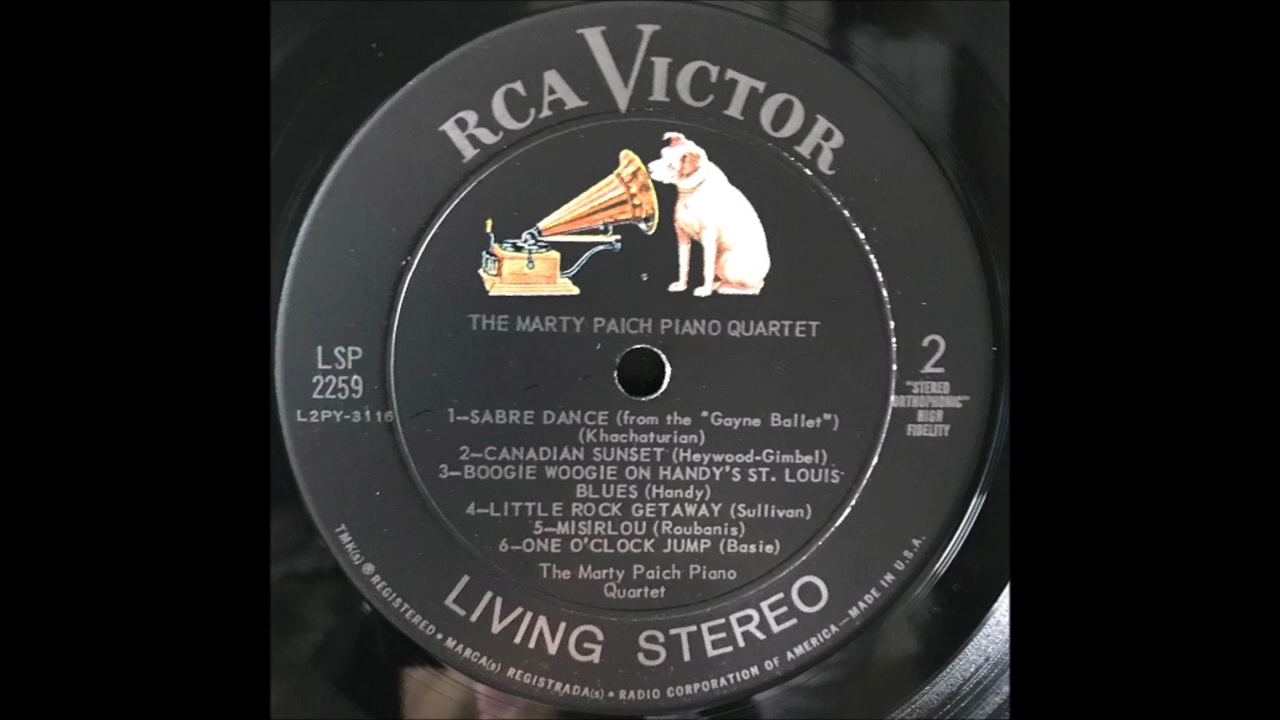 RCA VICTOR
THE MARTY PAICH PIANO QUARTET
LSP
2259
L2PY-3116
2
"STEREO
ORTHOPHONIC"
HIGH
FIDELITY
1—SABRE DANCE (from the "Gayne Ballet")
(Khachaturian)
2—CANADIAN SUNSET (Heywood-Gimbel)
3—BOOGIE WOOGIE ON HANDY'S ST. LOUIS
BLUES (Handy)
4—LITTLE ROCK GETAWAY (Sullivan)
5—MISIRLOU (Roubanis)
6—ONE O'CLOCK JUMP (Basie)
The Marty Paich Piano
Quartet
LIVING STEREO
TMK(s) ® REGISTERED • MARCA(s) REGISTRADA(s) • RADIO CORPORATION OF AMERICA—MADE IN U.S.A.